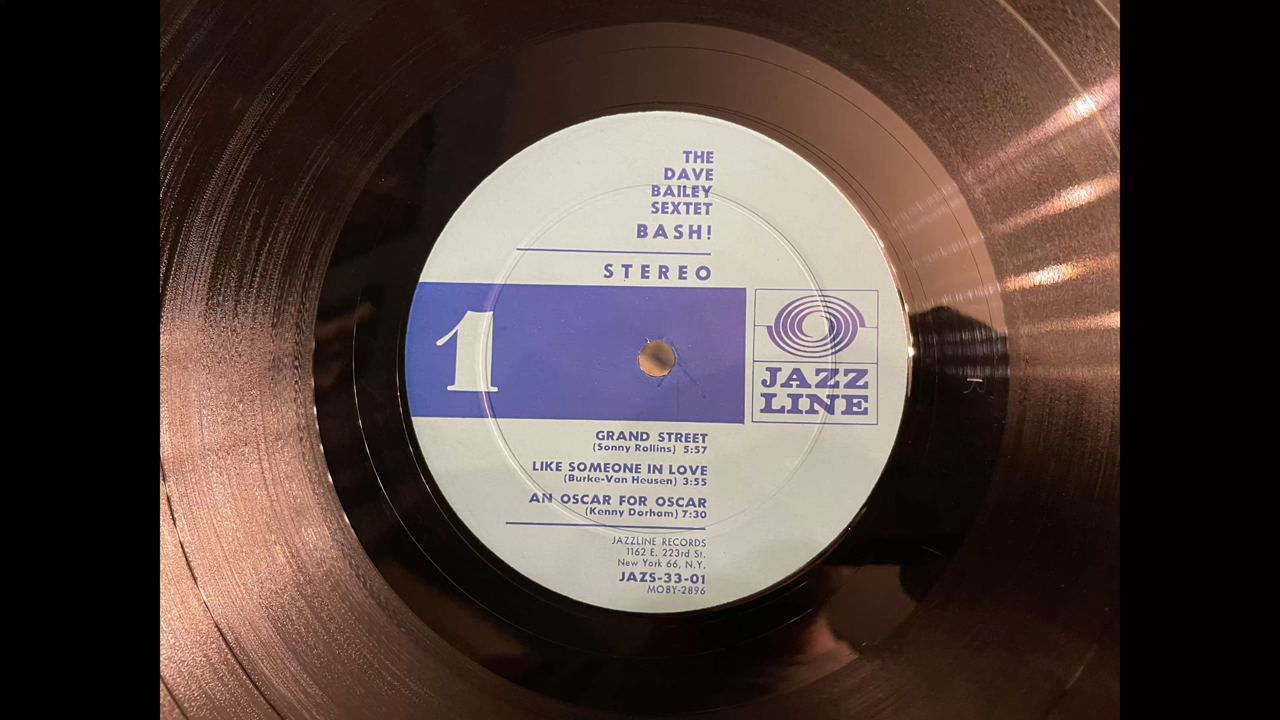 THE
DAVE
BAILEY
SEXTET
BASH!
STEREO
1
JAZZ
LINE
GRAND STREET
(Sonny Rollins) 5:57
LIKE SOMEONE IN LOVE
(Burke-Van Heusen) 3:55
AN OSCAR FOR OSCAR
(Kenny Dorham) 7:30
JAZZLINE RECORDS
1162 E. 223rd St.
New York 66, N.Y.
JAZS-33-01
MO8Y-2896